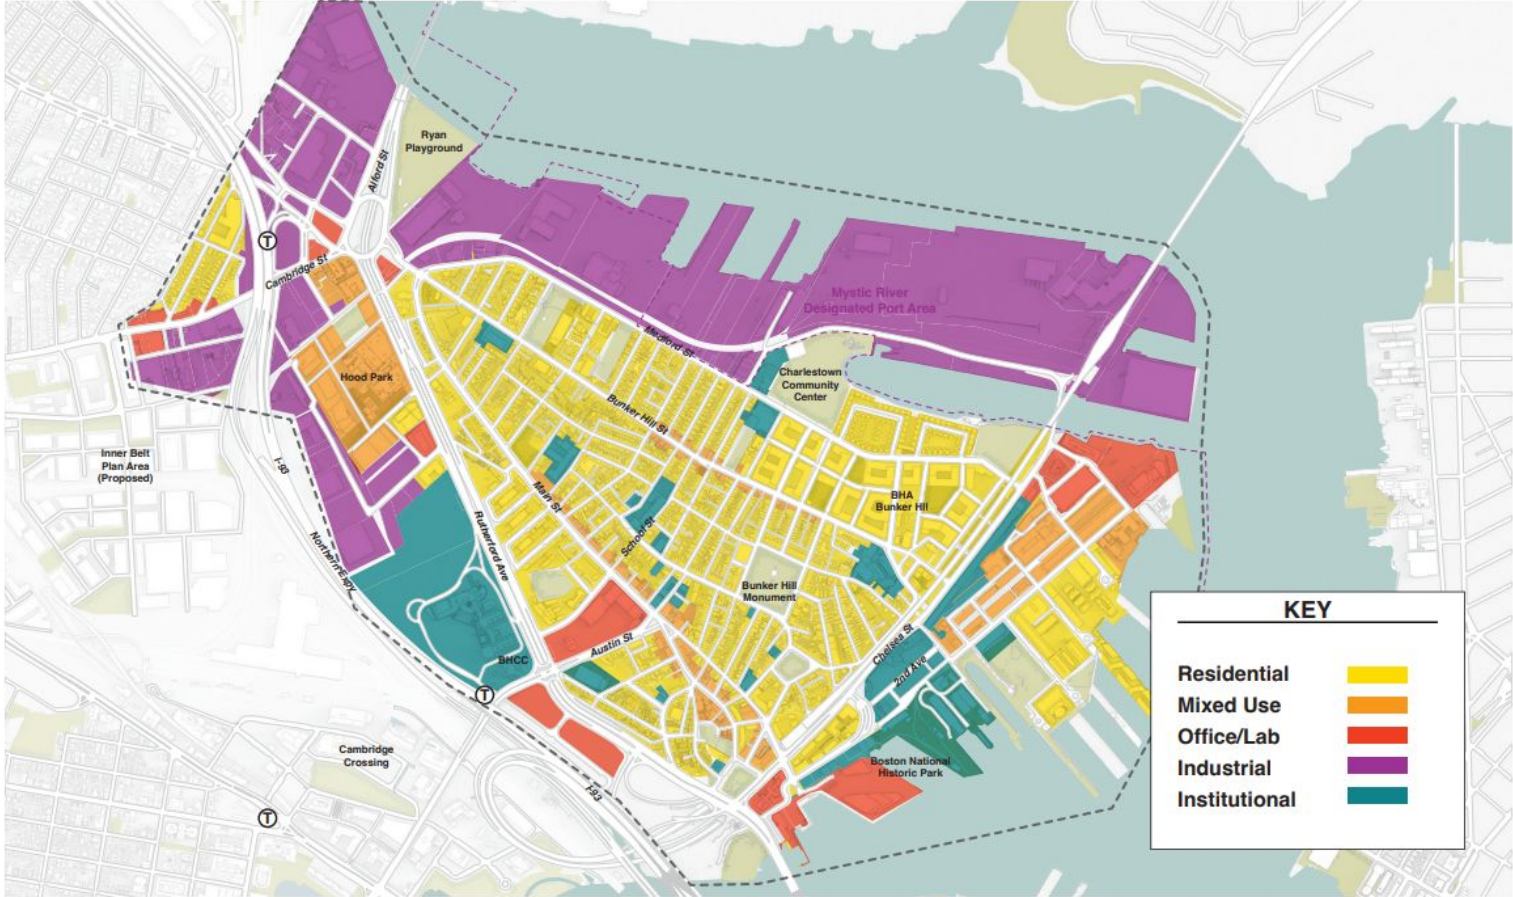 Ryan
Playground
Alford St
T
Cambridge St
Mystic River
Designated Port Area
Medford St
Hood Park
Charlestown
Community
Center
Bunker Hill St
Inner Belt
Plan Area
(Proposed)
I-93
Main St
BHA
Bunker Hill
Rutherford Ave
School St
Northern Expy
Bunker Hill
Monument
Austin St
Chelsea St
BHCC
2nd Ave
T
Cambridge
Crossing
Boston National
Historic Park
I-93
T
KEY
Residential
Mixed Use
Office/Lab
Industrial
Institutional